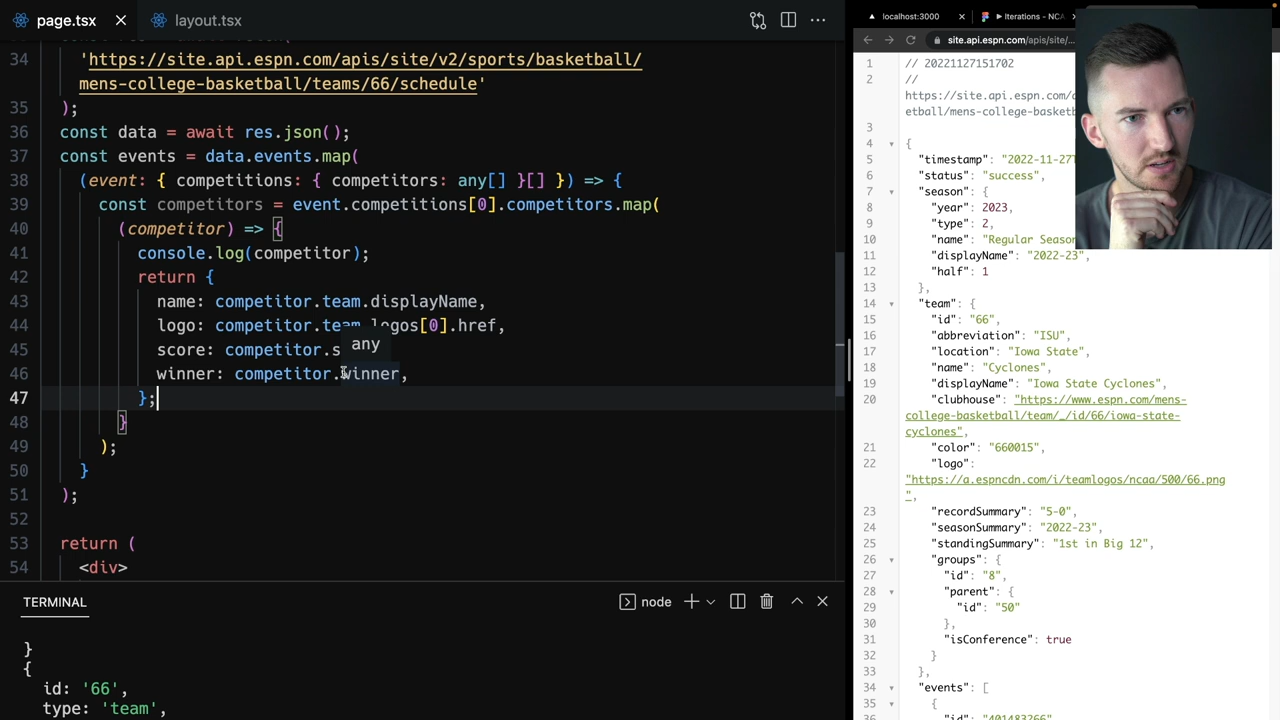 page.tsx
layout.tsx
34 'https://site.api.espn.com/apis/site/v2/sports/basketball/
mens-college-basketball/teams/66/schedule'
35 );
36 const data = await res.json();
37 const events = data.events.map(
38 (event: { competitions: { competitors: any[] }[] }) => {
39 const competitors = event.competitions[0].competitors.map(
40 (competitor) => {
41 console.log(competitor);
42 return {
43 name: competitor.team.displayName,
44 logo: competitor.team.logos[0].href,
any
45 score: competitor.s
46 winner: competitor.winner,
47 };
48 }
49 );
50 }
51 );
52
53 return (
54 <div>
TERMINAL
node
}
{
id: '66',
type: 'team',
localhost:3000
Iterations - NCA
site.api.espn.com/apis/site/...
1 // 20221127151702
2 //
https://site.api.espn.com/
etball/mens-college-basketb
3
4 {
5 "timestamp": "2022-11-27T
6 "status": "success",
7 "season": {
8 "year": 2023,
9 "type": 2,
10 "name": "Regular Season
11 "displayName": "2022-23",
12 "half": 1
13 },
14 "team": {
15 "id": "66",
16 "abbreviation": "ISU",
17 "location": "Iowa State",
18 "name": "Cyclones",
19 "displayName": "Iowa State Cyclones",
20 "clubhouse": "https://www.espn.com/mens-
college-basketball/team/_/id/66/iowa-state-
cyclones",
21 "color": "660015",
22 "logo":
"https://a.espncdn.com/i/teamlogos/ncaa/500/66.png
",
23 "recordSummary": "5-0",
24 "seasonSummary": "2022-23",
25 "standingSummary": "1st in Big 12",
26 "groups": {
27 "id": "8",
28 "parent": {
29 "id": "50"
30 },
31 "isConference": true
32 }
33 },
34 "events": [
35 {
36 "id": "401483266"